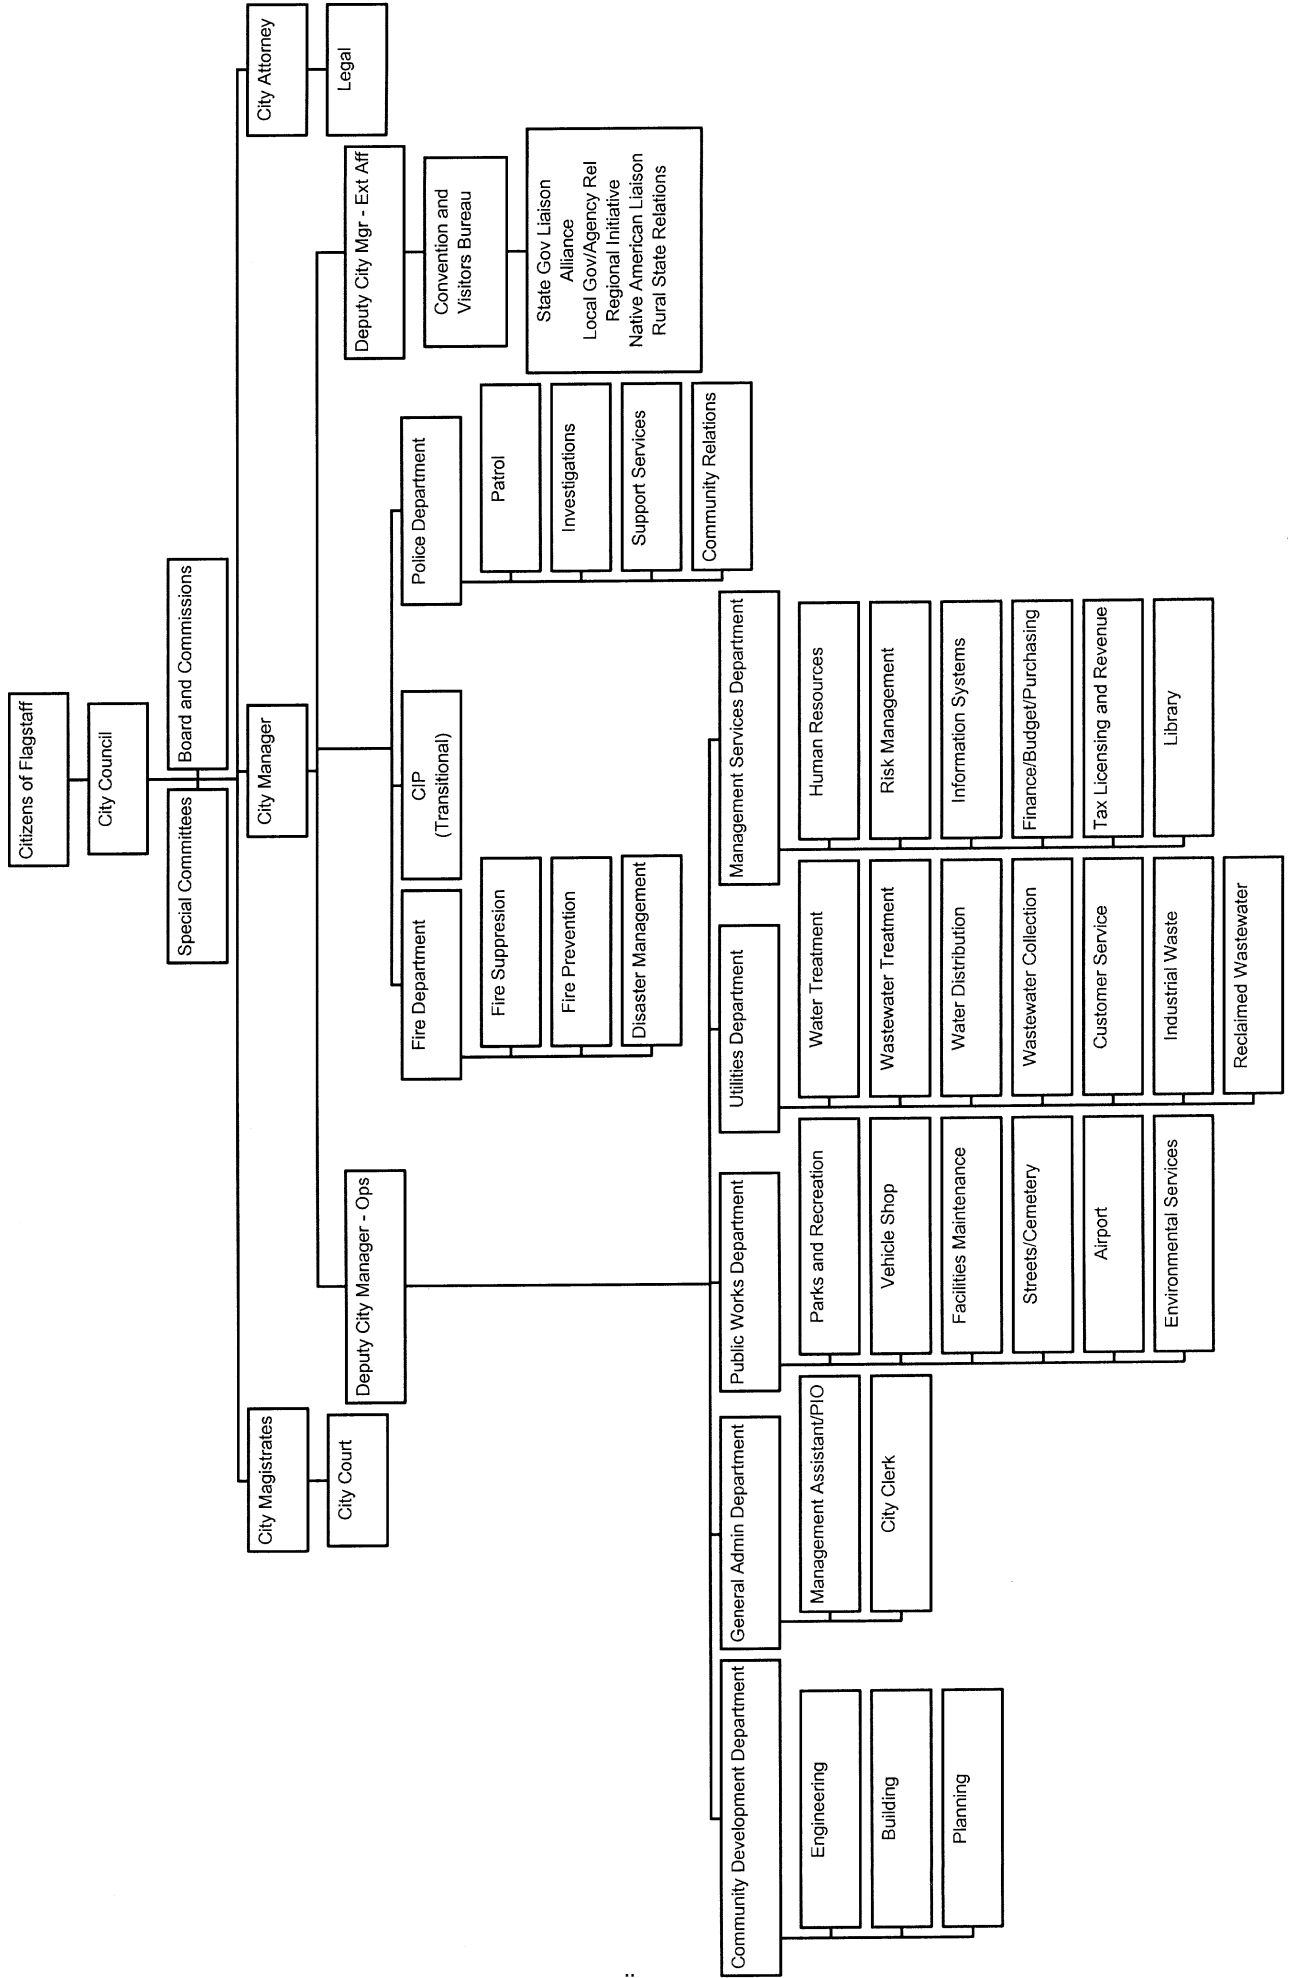 Citizens of Flagstaff
City Council
Special Committees
Board and Commissions
City Magistrates
City Manager
City Attorney
City Court
Legal
Deputy City Manager - Ops
Deputy City Mgr - Ext Aff
Convention and
Visitors Bureau
State Gov Liaison
Alliance
Local Gov/Agency Rel
Regional Initiative
Native American Liaison
Rural State Relations
Fire Department
CIP
(Transitional)
Police Department
Fire Suppresion
Fire Prevention
Disaster Management
Patrol
Investigations
Support Services
Community Relations
Community Development Department
General Admin Department
Public Works Department
Utilities Department
Management Services Department
Engineering
Building
Planning
Management Assistant/PIO
City Clerk
Parks and Recreation
Vehicle Shop
Facilities Maintenance
Streets/Cemetery
Airport
Environmental Services
Water Treatment
Wastewater Treatment
Water Distribution
Wastewater Collection
Customer Service
Industrial Waste
Reclaimed Wastewater
Human Resources
Risk Management
Information Systems
Finance/Budget/Purchasing
Tax Licensing and Revenue
Library